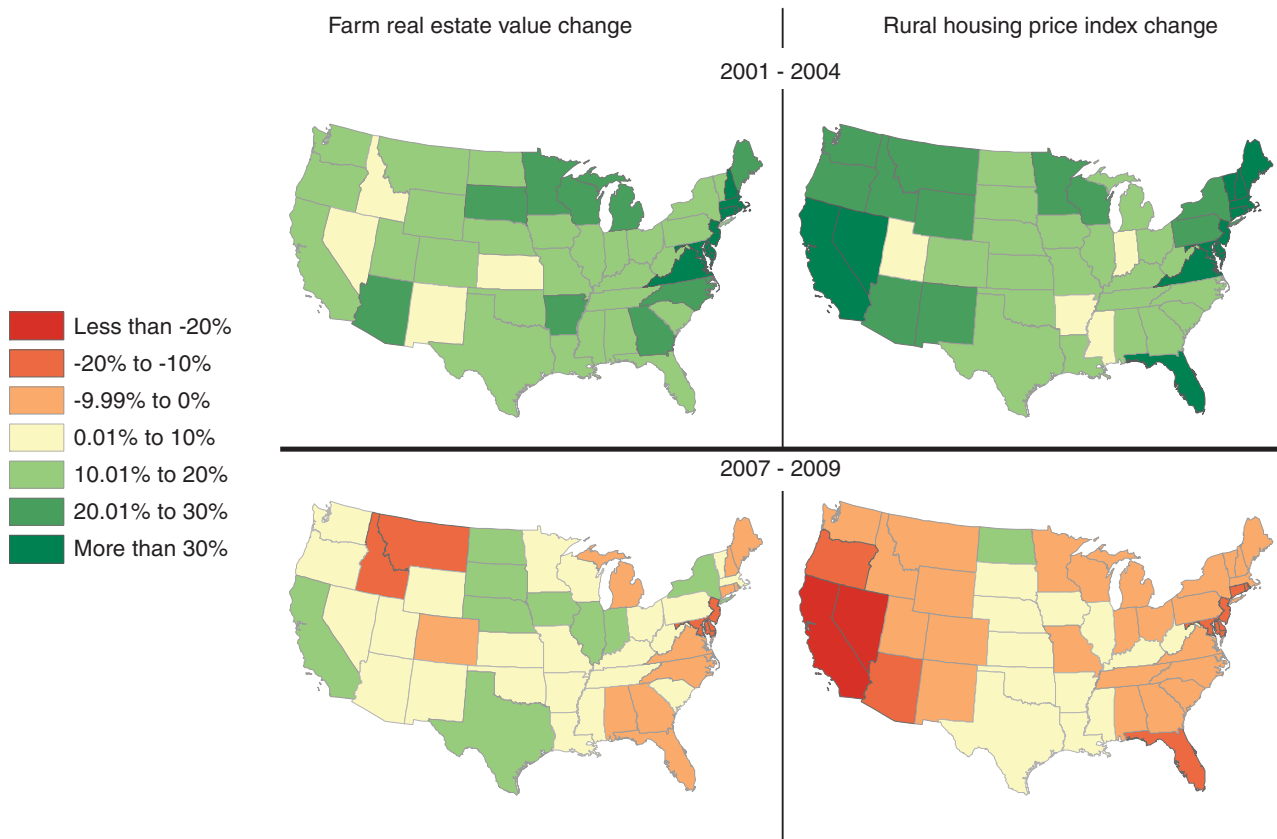 Farm real estate value change
Rural housing price index change
2001 - 2004
Less than -20%
-20% to -10%
-9.99% to 0%
0.01% to 10%
10.01% to 20%
20.01% to 30%
More than 30%
2007 - 2009